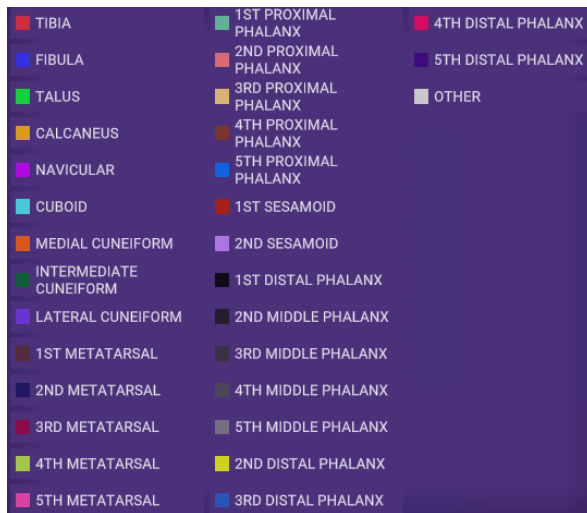 TIBIA
FIBULA
TALUS
CALCANEUS
NAVICULAR
CUBOID
MEDIAL CUNEIFORM
INTERMEDIATE
CUNEIFORM
LATERAL CUNEIFORM
1ST METATARSAL
2ND METATARSAL
3RD METATARSAL
4TH METATARSAL
5TH METATARSAL
1ST PROXIMAL
PHALANX
2ND PROXIMAL
PHALANX
3RD PROXIMAL
PHALANX
4TH PROXIMAL
PHALANX
5TH PROXIMAL
PHALANX
1ST SESAMOID
2ND SESAMOID
1ST DISTAL PHALANX
2ND MIDDLE PHALANX
3RD MIDDLE PHALANX
4TH MIDDLE PHALANX
5TH MIDDLE PHALANX
2ND DISTAL PHALANX
3RD DISTAL PHALANX
4TH DISTAL PHALANX
5TH DISTAL PHALANX
OTHER